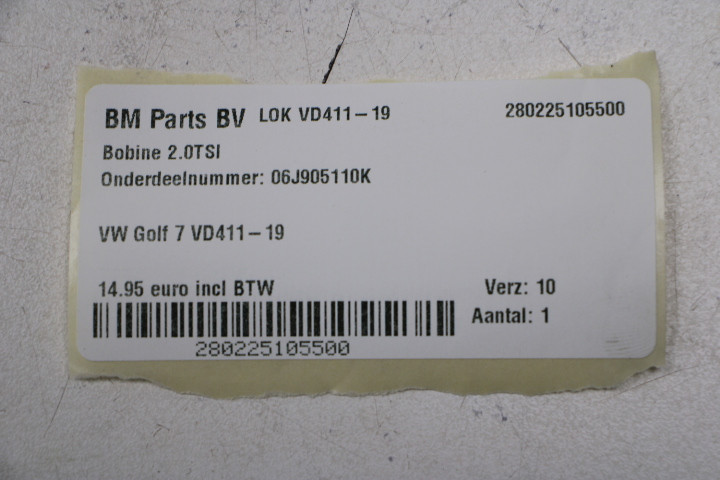 BM Parts BV LOK VD411-19 280225105500
Bobine 2.0TSI
Onderdeelnummer: 06J905110K
VW Golf 7 VD411-19
14.95 euro incl BTW Verz: 10
Aantal: 1
280225105500